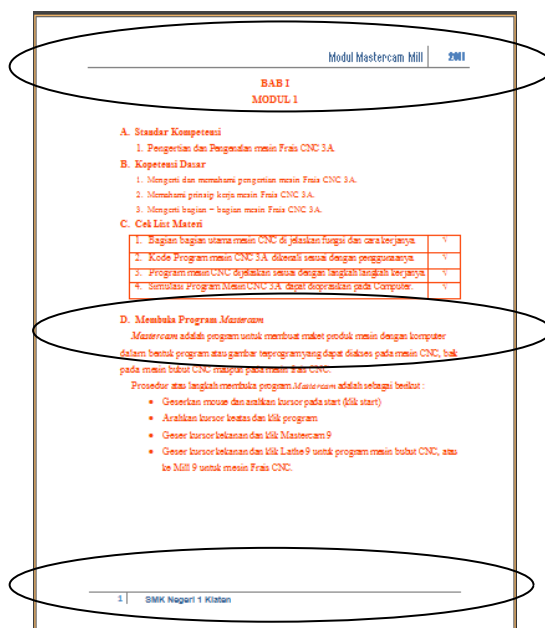 Modul Mastercam Mill 2011
BAB I
MODUL 1
A. Standar Kompetensi
1. Pengertian dan Pengenalan mesin Frais CNC 3A
B. Kopetensi Dasar
1. Mengerti dan memahami pengertian mesin Frais CNC 3A.
2. Memahami prinsip kerja mesin Frais CNC 3A.
3. Mengerti bagian – bagian mesin Frais CNC 3A.
C. Cek List Materi
1. Bagian bagian utama mesin CNC di jelaskan fungsi dan cara kerjanya √
2. Kode Program mesin CNC 3A dikenali sesuai dengan penggunaanya √
3. Program mesin CNC dijelaskan sesuai dengan langkah langkah kerjanya √
4. Simulasi Program Mesin CNC 3A dapat dioprasikan pada Computer. √
D. Membuka Program Mastercam
Mastercam adalah program untuk membuat maket produk mesin dengan komputer
dalam bentuk program atau gambar terprogram yang dapat diakses pada mesin CNC, baik
pada mesin bubut CNC maupun pada mesin frais CNC.
Prosedur atau langkah membuka program Mastercam adalah sebagai berikut :
• Geserkan mouse dan arahkan kursor pada start (klik start)
• Arahkan kursor keatas dan klik program
• Geser kursor kekanan dan klik Mastercam 9
• Geser kursor kekanan dan klik Lathe 9 untuk program mesin bubut CNC, atau
ke Mill 9 untuk mesin Frais CNC.
1 SMK Negeri 1 Klaten